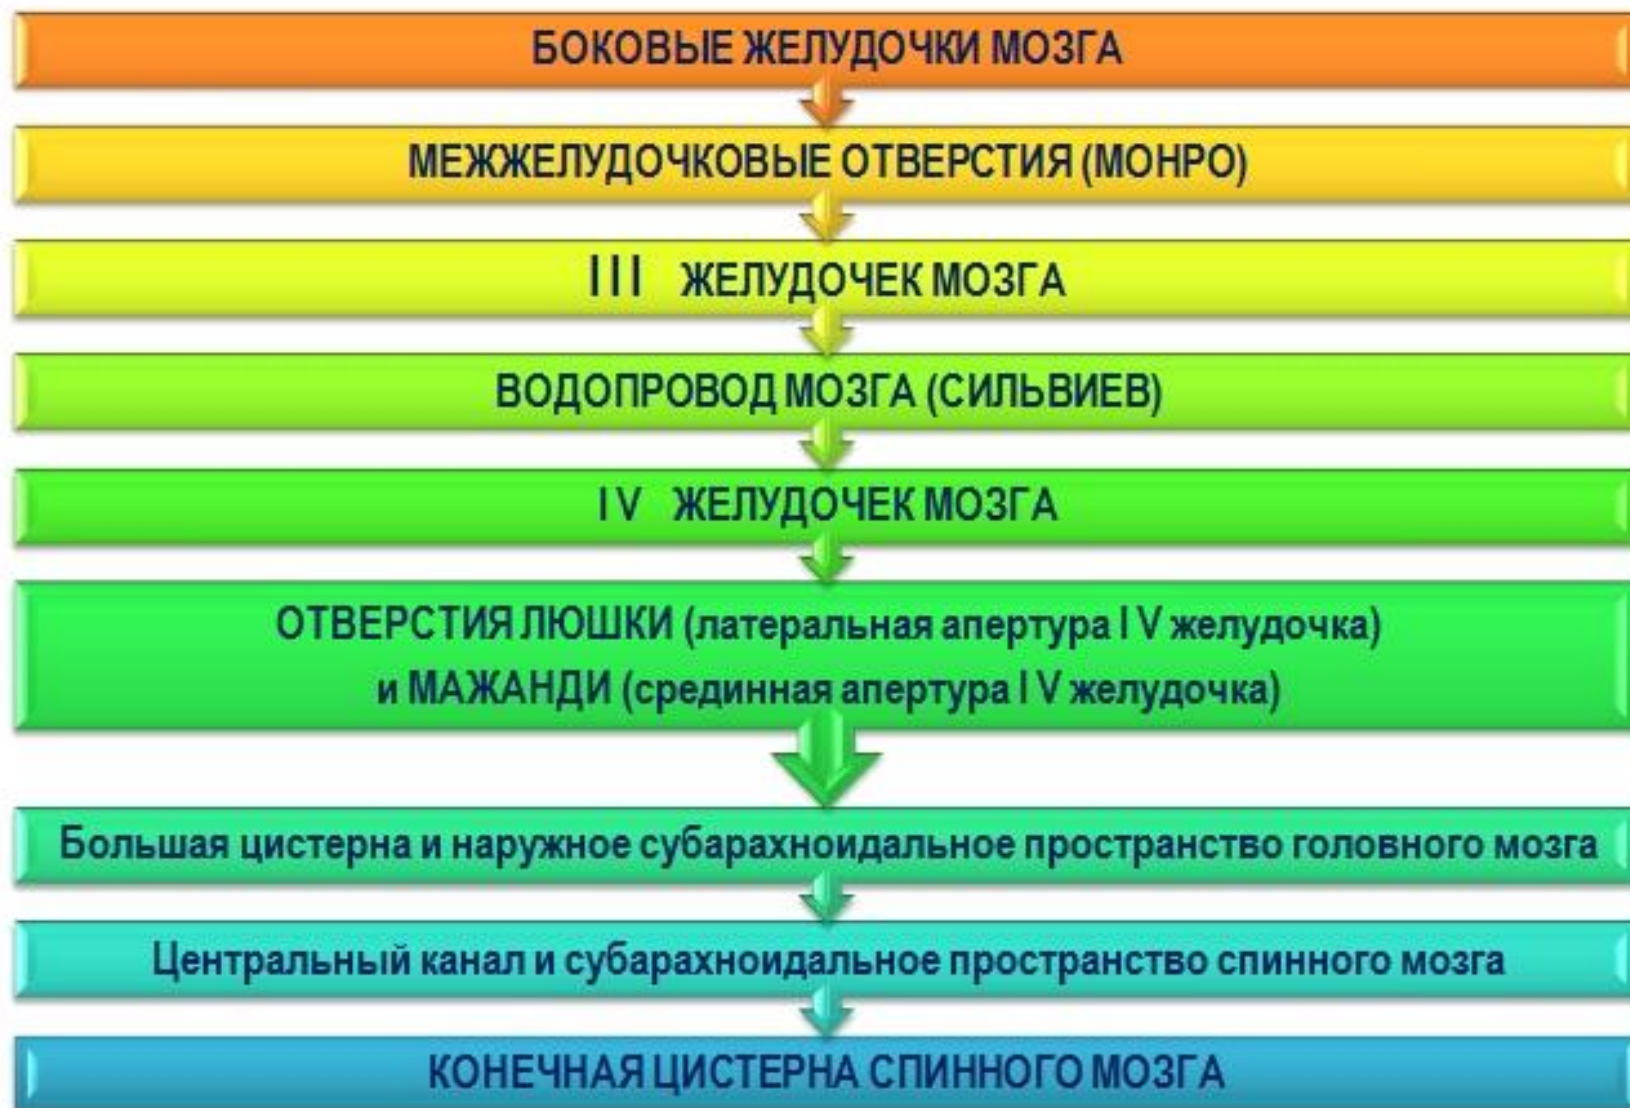 БОКОВЫЕ ЖЕЛУДОЧКИ МОЗГА
МЕЖЖЕЛУДОЧКОВЫЕ ОТВЕРСТИЯ (МОНРО)
III ЖЕЛУДОЧЕК МОЗГА
ВОДОПРОВОД МОЗГА (СИЛЬВИЕВ)
IV ЖЕЛУДОЧЕК МОЗГА
ОТВЕРСТИЯ ЛЮШКИ (латеральная апертура IV желудочка)
и МАЖАНДИ (срединная апертура IV желудочка)
Большая цистерна и наружное субарахноидальное пространство головного мозга
Центральный канал и субарахноидальное пространство спинного мозга
КОНЕЧНАЯ ЦИСТЕРНА СПИННОГО МОЗГА